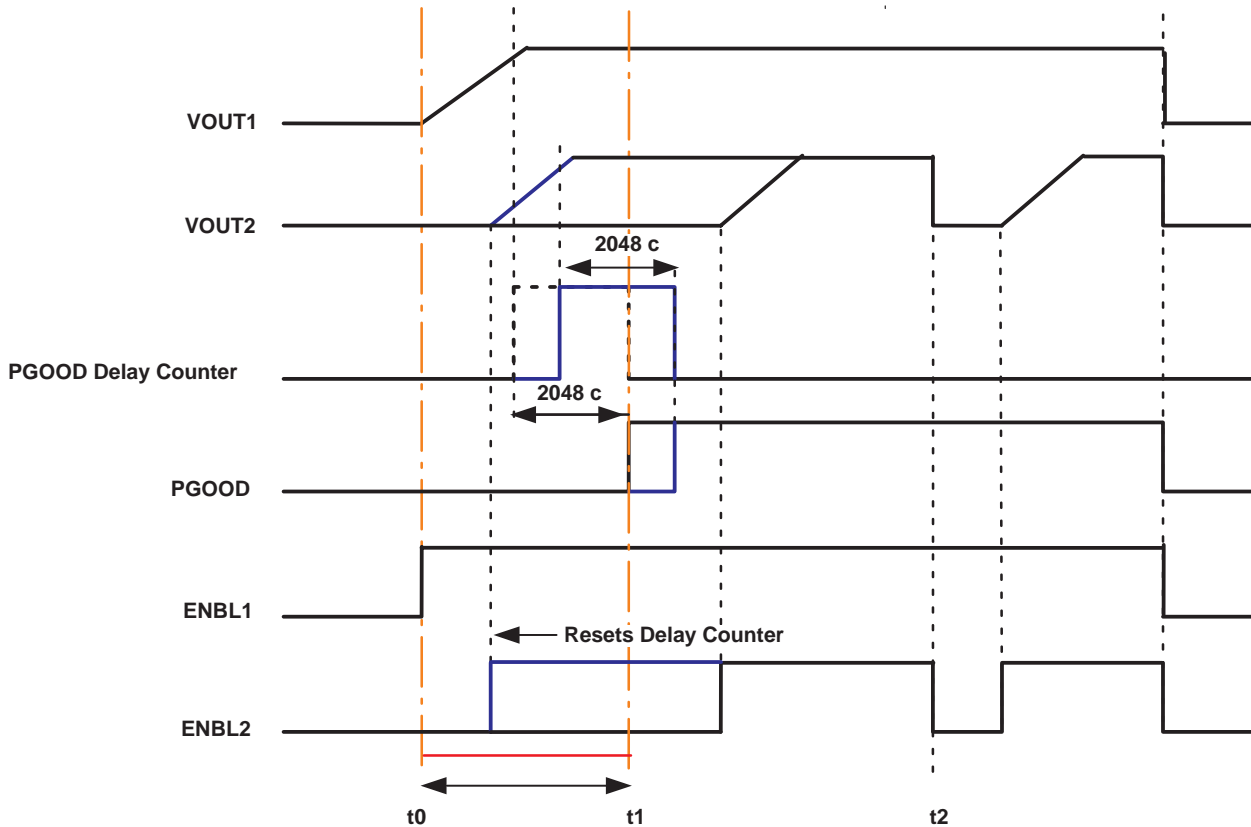 VOUT1
VOUT2
2048 c
PGOOD Delay Counter
2048 c
PGOOD
ENBL1
Resets Delay Counter
ENBL2
t0
t1
t2